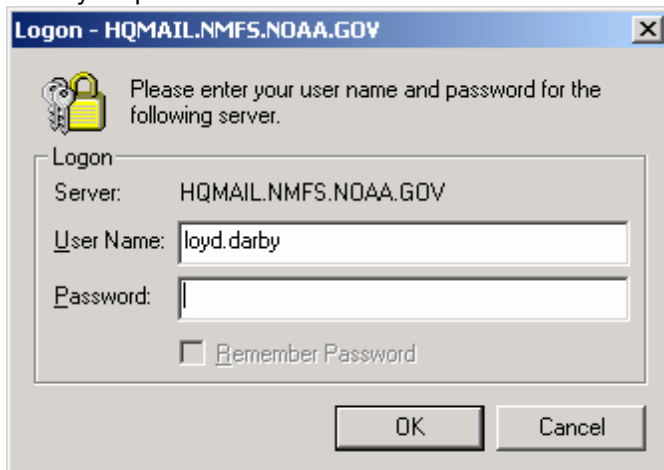 Logon - HQMAIL.NMFS.NOAA.GOV
Please enter your user name and password for the
following server.
Logon
Server: HQMAIL.NMFS.NOAA.GOV
User Name: loyd.darby
Password:
Remember Password
OK Cancel